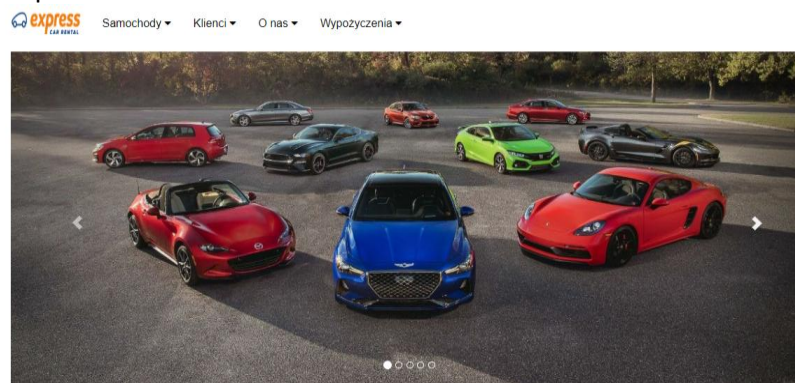 express
CAR RENTAL
Samochody
Klienci
O nas
Wypożyczenia